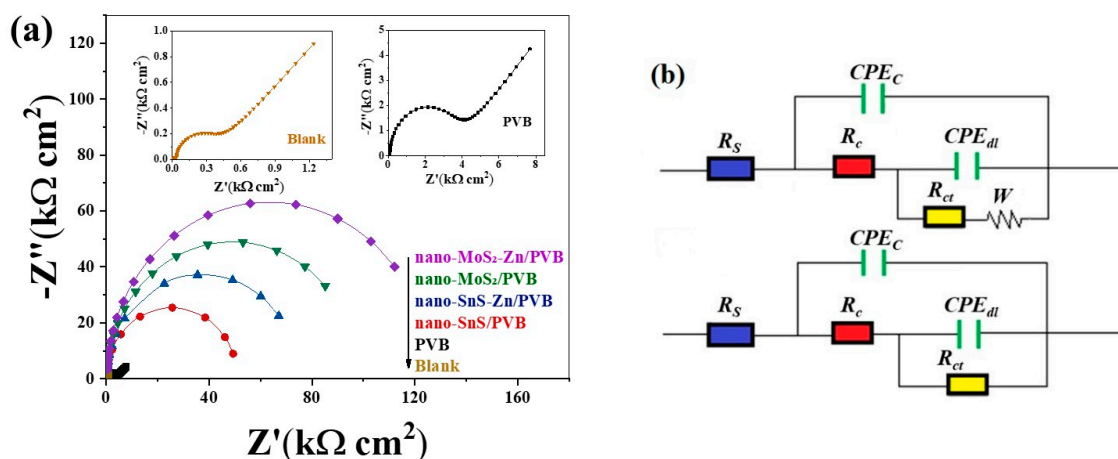 (a)
-Z''(kΩ cm²)
120
100
80
60
40
20
0
0
40
80
120
160
Z'(kΩ cm²)
-Z''(kΩ cm²)
1.0
0.8
0.6
0.4
0.2
0.0
0.0
0.3
0.6
0.9
1.2
Z'(kΩ cm²)
Blank
-Z''(kΩ cm²)
5
4
3
2
1
0
0
2
4
6
8
Z'(kΩ cm²)
PVB
nano-MoS₂-Zn/PVB
nano-MoS₂/PVB
nano-SnS-Zn/PVB
nano-SnS/PVB
PVB
Blank
(b)
CPE_C
R_S
R_c
CPE_dl
R_ct
W
CPE_C
R_S
R_c
CPE_dl
R_ct